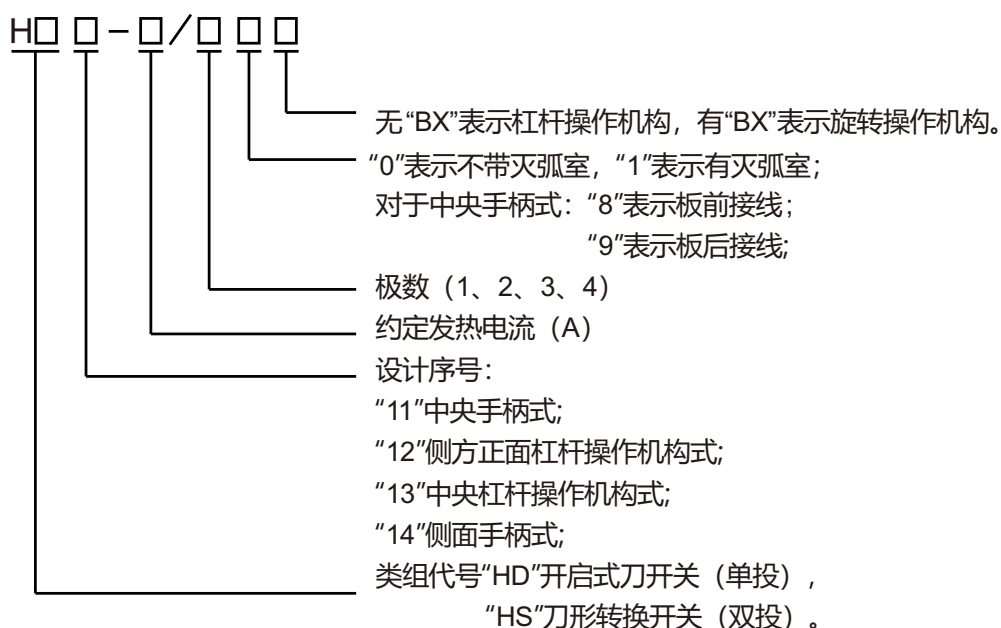 H□ □-□/□ □ □
无“BX”表示杠杆操作机构，有“BX”表示旋转操作机构。
“0”表示不带灭弧室，“1”表示有灭弧室；
对于中央手柄式：“8”表示板前接线；
“9”表示板后接线;
极数（1、2、3、4）
约定发热电流（A）
设计序号：
“11”中央手柄式;
“12”侧方正面杠杆操作机构式;
“13”中央杠杆操作机构式;
“14”侧面手柄式;
类组代号“HD”开启式刀开关（单投），
“HS”刀形转换开关（双投）。